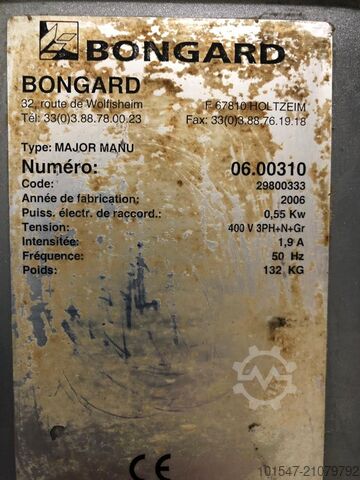 BONGARD
BONGARD
32, route de Wolfisheim F 67810 HOLTZEIM
Tél: 33(0)3.88.78.00.23 Fax: 33(0)3.88.76.19.18
Type: MAJOR MANU
Numéro: 06.00310
Code: 29800333
Année de fabrication: 2006
Puiss. électr. de raccord.: 0,55 Kw
Tension: 400 V 3PH+N+Gr
Intensitée: 1,9 A
Fréquence: 50 Hz
Poids: 132 KG
CE
101547-21079792